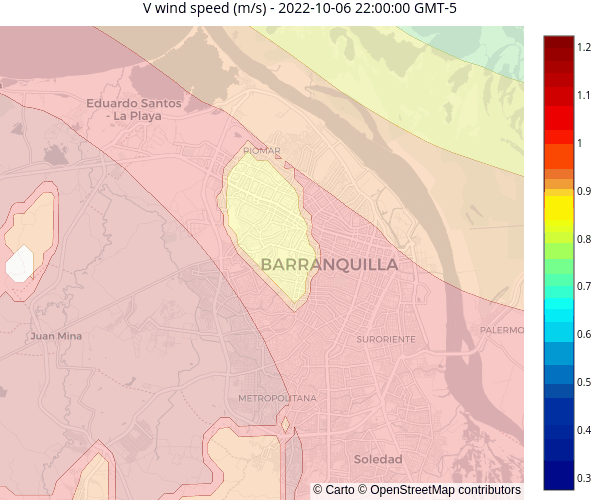 V wind speed (m/s) - 2022-10-06 22:00:00 GMT-5
Eduardo Santos
- La Playa
RIOMAR
BARRANQUILLA
Juan Mina
SURORIENTE
PALERMO
METROPOLITANA
Soledad
© Carto © OpenStreetMap contributors
1.2
1.1
1
0.9
0.8
0.7
0.6
0.5
0.4
0.3